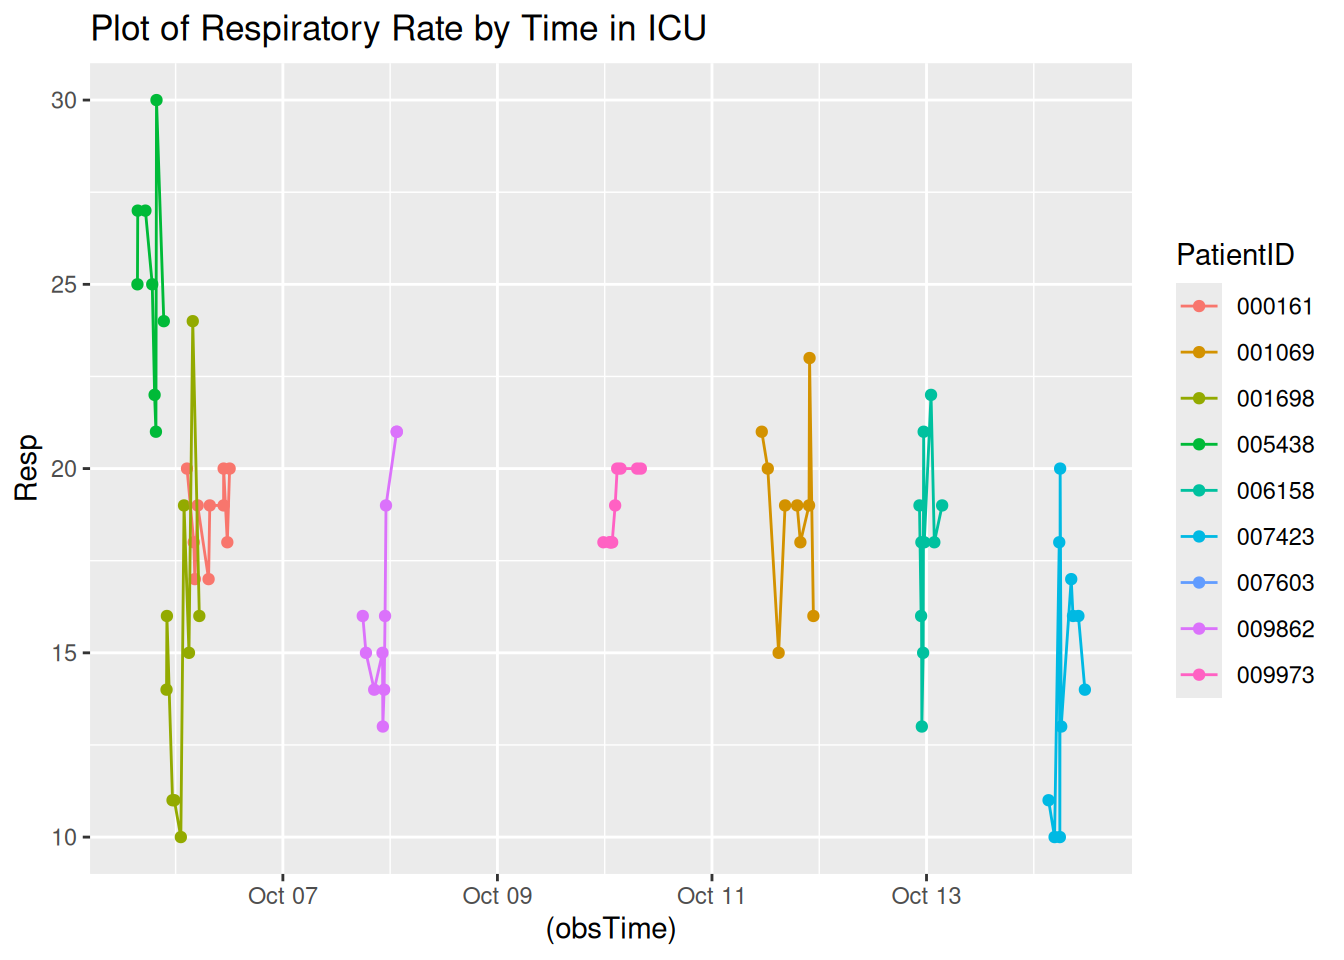 Plot of Respiratory Rate by Time in ICU
30
25
20
15
10
Resp
Oct 07
Oct 09
Oct 11
Oct 13
(obsTime)
PatientID
000161
001069
001698
005438
006158
007423
007603
009862
009973